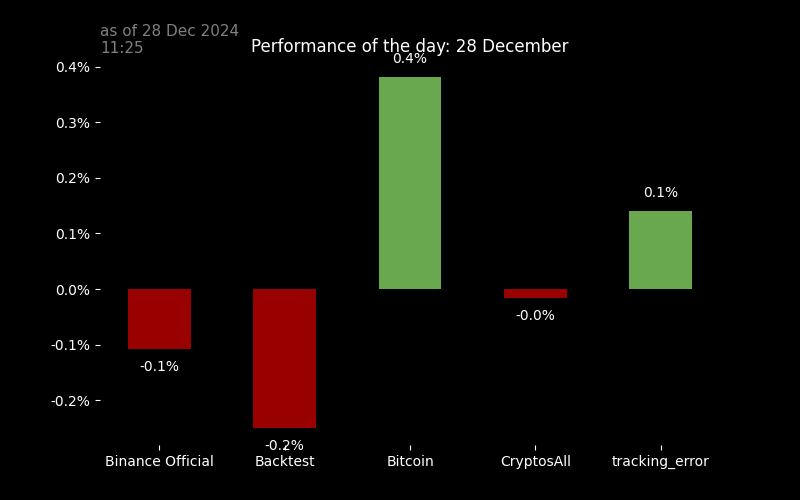 as of 28 Dec 2024
11:25
Performance of the day: 28 December
0.4%
0.4%
0.3%
0.2%
0.1%
0.1%
0.0%
-0.0%
-0.1%
-0.1%
-0.2%
-0.2%
Binance Official
Backtest
Bitcoin
CryptosAll
tracking_error